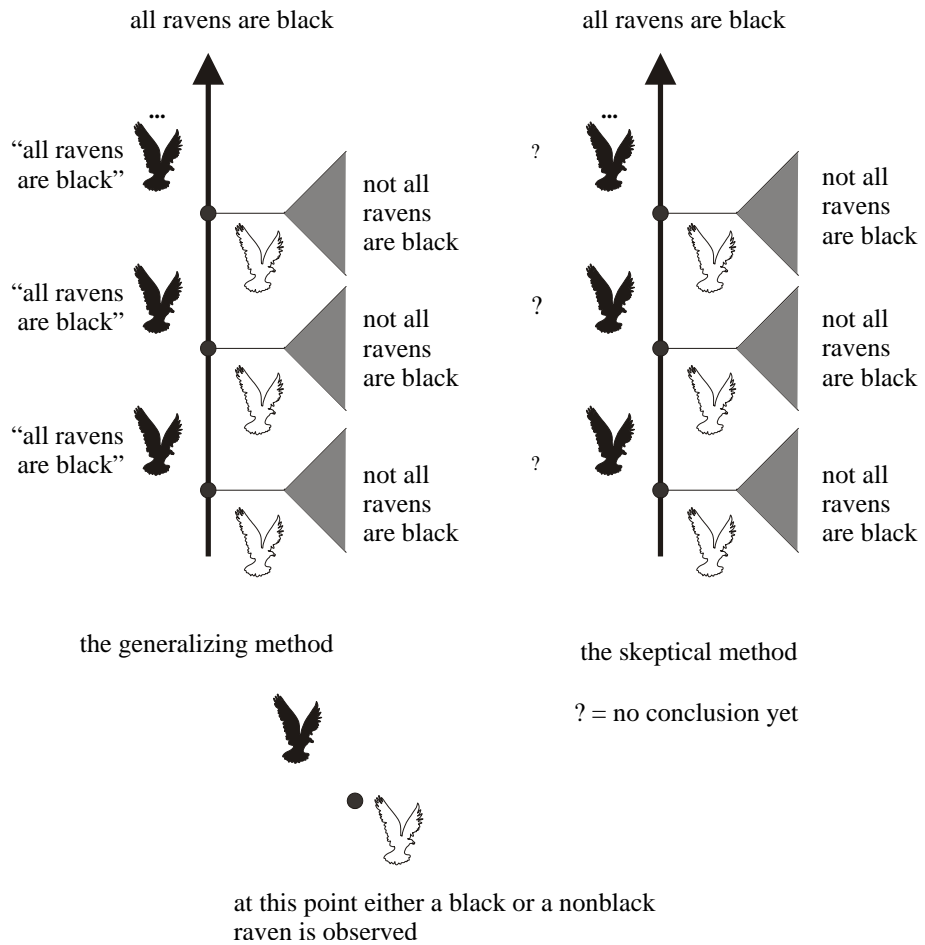 all ravens are black
...
“all ravens
are black”
not all
ravens
are black
“all ravens
are black”
not all
ravens
are black
“all ravens
are black”
not all
ravens
are black
the generalizing method
all ravens are black
...
?
not all
ravens
are black
?
not all
ravens
are black
?
not all
ravens
are black
the skeptical method
? = no conclusion yet
at this point either a black or a nonblack
raven is observed